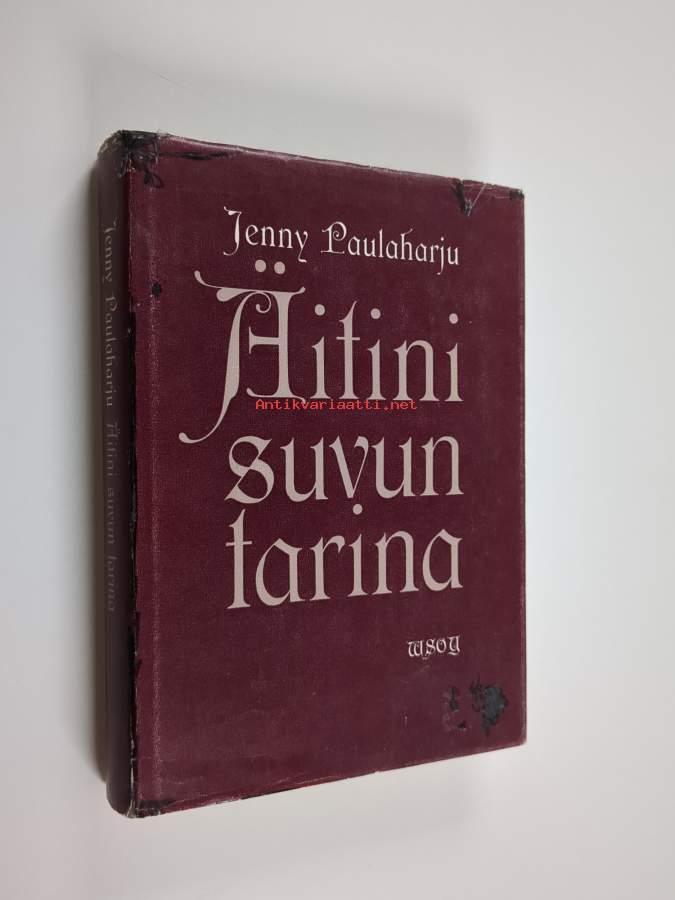 Jenny Paulaharju
Äitini
suvun
tarina
WSOY
Jenny Paulaharju Äitini suvun tarina
Antikvariaatti.net